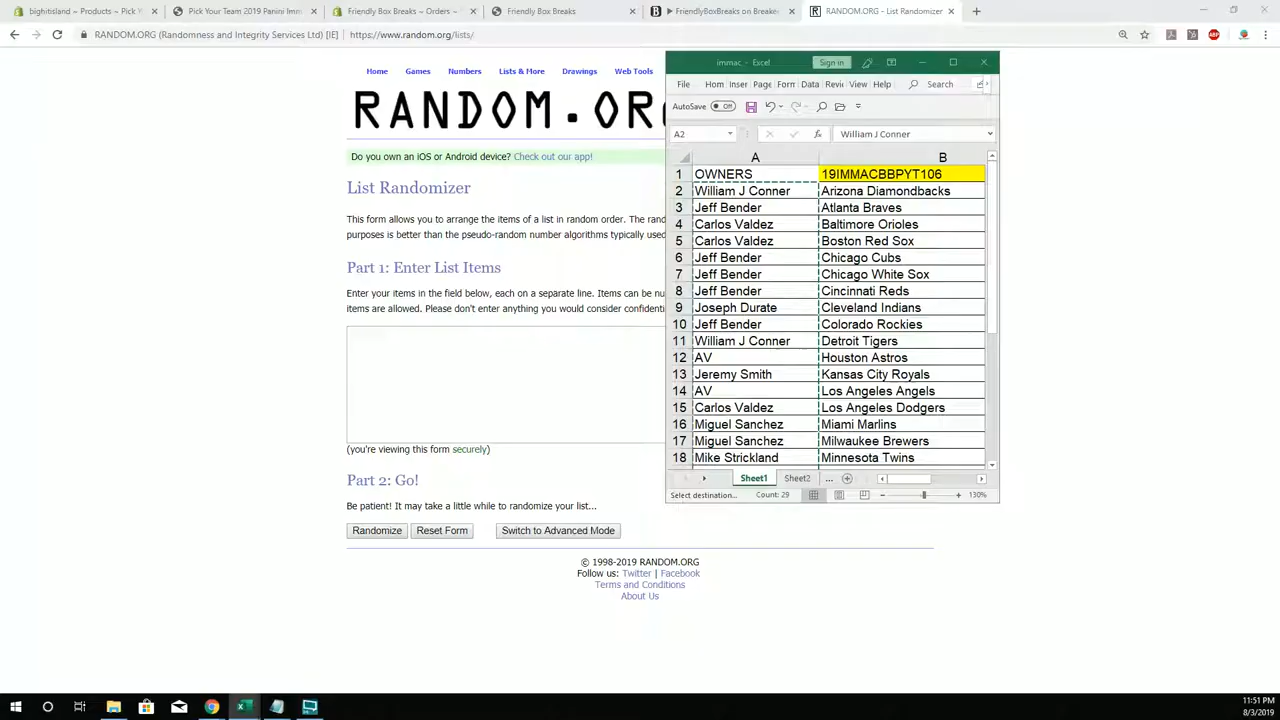 bighitisland ~ Products ~ Pick Y
Pick Your Team 2019 Panini Imm
Friendly Box Breaks ~ Orders ~
Friendly Box Breaks
FriendlyBoxBreaks on Breake
RANDOM.ORG - List Randomizer
RANDOM.ORG (Randomness and Integrity Services Ltd) [IE] | https://www.random.org/lists/
Home Games Numbers Lists & More Drawings Web Tools
RANDOM.OR
Do you own an iOS or Android device? Check out our app!
List Randomizer
This form allows you to arrange the items of a list in random order. The rand
purposes is better than the pseudo-random number algorithms typically used
Part 1: Enter List Items
Enter your items in the field below, each on a separate line. Items can be nu
items are allowed. Please don't enter anything you would consider confidenti
(you're viewing this form securely)
Part 2: Go!
Be patient! It may take a little while to randomize your list...
Randomize Reset Form Switch to Advanced Mode
© 1998-2019 RANDOM.ORG
Follow us: Twitter | Facebook
Terms and Conditions
About Us
immac_ - Excel Sign in
File Hom Inser Page Form Data Revi View Help Search
AutoSave Off
A2 fx William J Conner
A B
1 OWNERS 19IMMACBBPYT106
2 William J Conner Arizona Diamondbacks
3 Jeff Bender Atlanta Braves
4 Carlos Valdez Baltimore Orioles
5 Carlos Valdez Boston Red Sox
6 Jeff Bender Chicago Cubs
7 Jeff Bender Chicago White Sox
8 Jeff Bender Cincinnati Reds
9 Joseph Durate Cleveland Indians
10 Jeff Bender Colorado Rockies
11 William J Conner Detroit Tigers
12 AV Houston Astros
13 Jeremy Smith Kansas City Royals
14 AV Los Angeles Angels
15 Carlos Valdez Los Angeles Dodgers
16 Miguel Sanchez Miami Marlins
17 Miguel Sanchez Milwaukee Brewers
18 Mike Strickland Minnesota Twins
Sheet1 Sheet2 ...
Select destination... Count: 29 130%
11:51 PM
8/3/2019